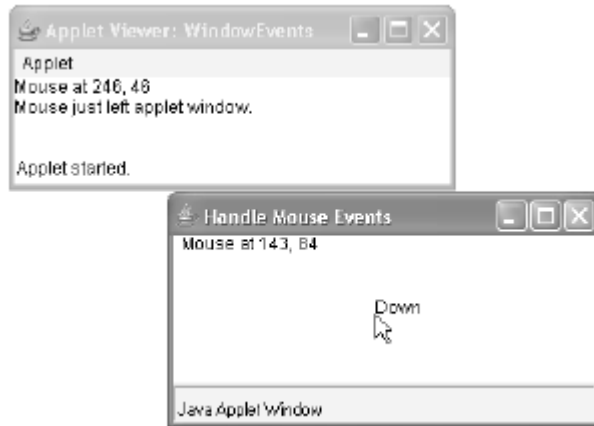 Applet Viewer: WindowEvents
Applet
Mouse at 246, 46
Mouse just left applet window.
Applet started.
Handle Mouse Events
Mouse at 143, 84
Down
Java Applet Window